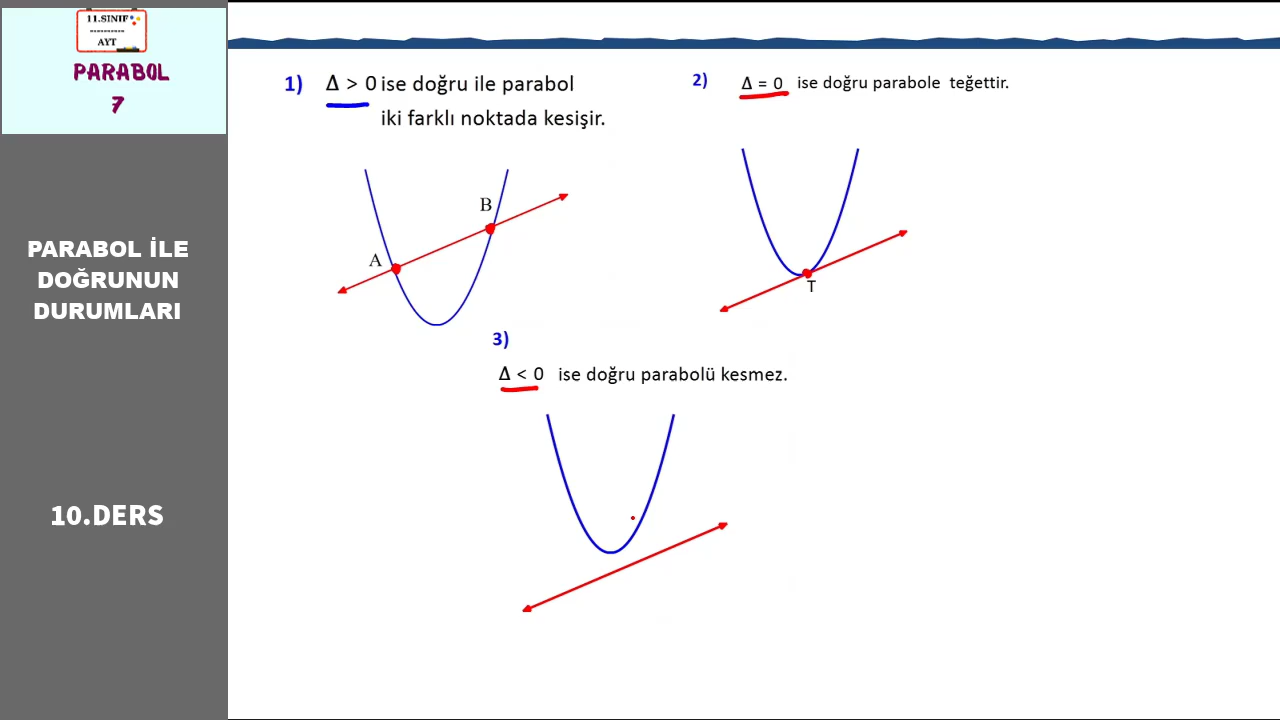 11.SINIF
**********
AYT
PARABOL
7
PARABOL İLE
DOĞRUNUN
DURUMLARI
10.DERS
1) Δ > 0 ise doğru ile parabol
iki farklı noktada kesişir.
A
B
2) Δ = 0 ise doğru parabole teğettir.
T
3)
Δ < 0 ise doğru parabolü kesmez.